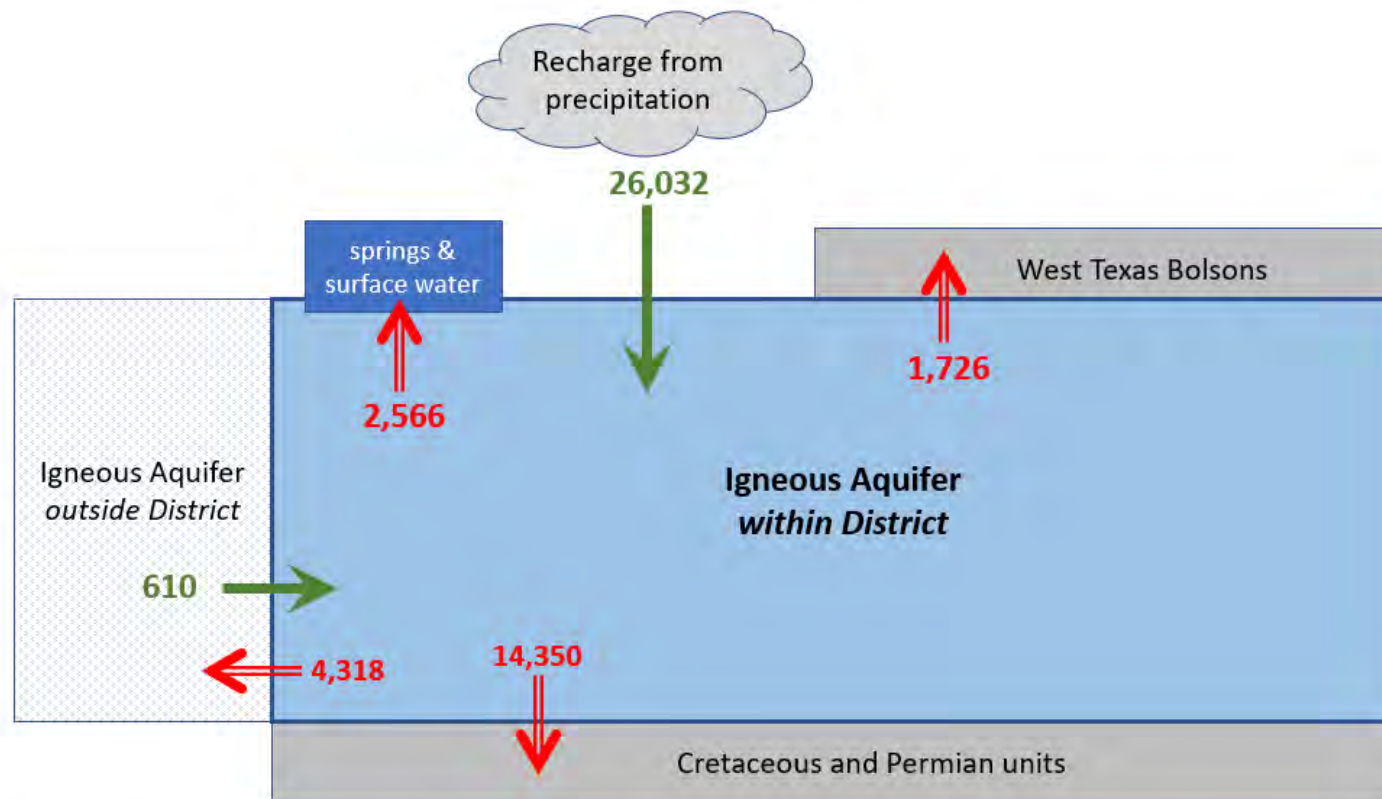 Recharge from
precipitation
26,032
springs &
surface water
West Texas Bolsons
1,726
2,566
Igneous Aquifer
outside District
Igneous Aquifer
within District
610
4,318
14,350
Cretaceous and Permian units